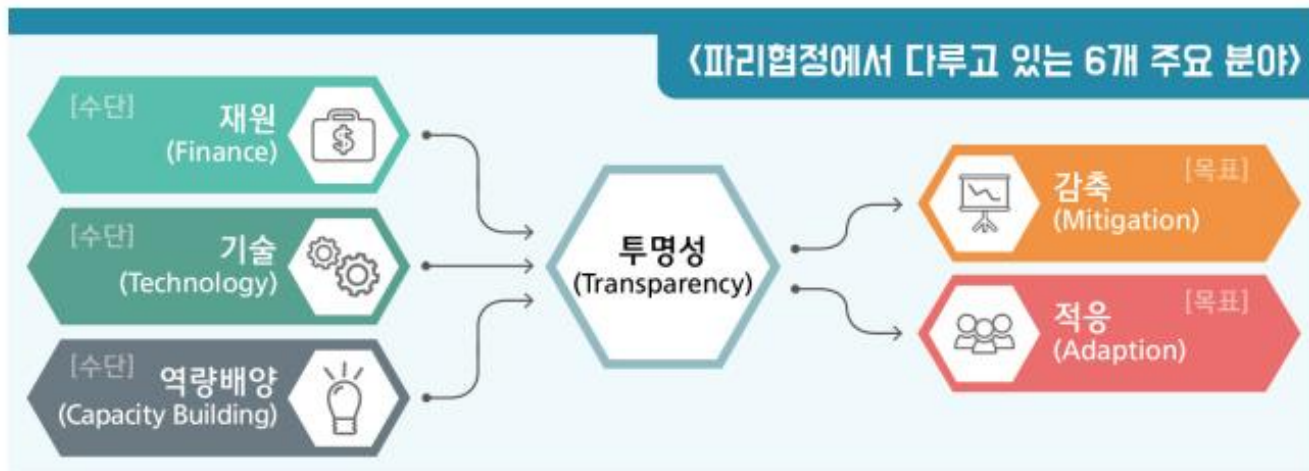 <파리협정에서 다루고 있는 6개 주요 분야>
[수단]
재원
(Finance)
[수단]
기술
(Technology)
[수단]
역량배양
(Capacity Building)
투명성
(Transparency)
[목표]
감축
(Mitigation)
[목표]
적응
(Adaption)